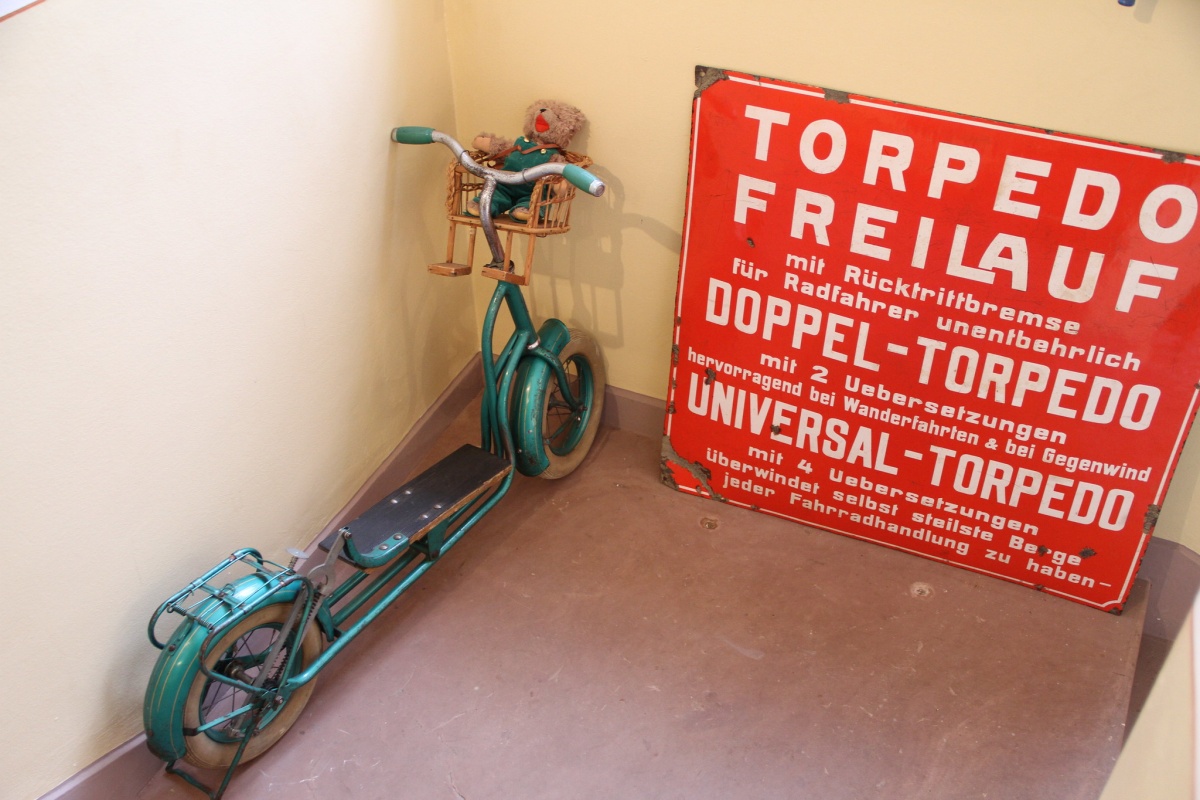 TORPEDO
FREILAUF
mit Rücktrittbremse
für Radfahrer unentbehrlich
DOPPEL-TORPEDO
mit 2 Uebersetzungen
hervorragend bei Wanderfahrten & bei Gegenwind
UNIVERSAL-TORPEDO
mit 4 Uebersetzungen
überwindet selbst steilste Berge
jeder Fahrradhandlung zu haben-